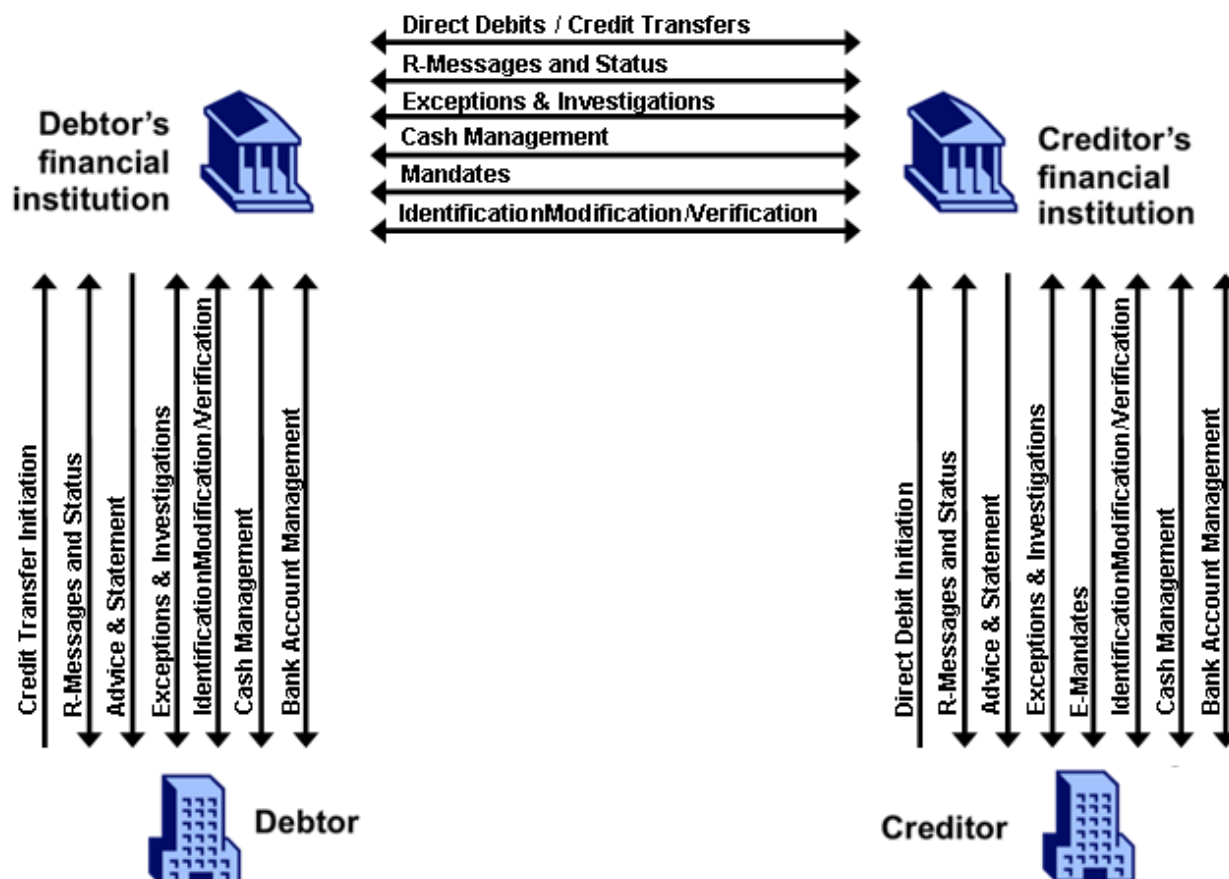 Direct Debits / Credit Transfers
R-Messages and Status
Exceptions & Investigations
Cash Management
Mandates
IdentificationModification/Verification
Debtor's
financial
institution
Creditor's
financial
institution
Credit Transfer Initiation
R-Messages and Status
Advice & Statement
Exceptions & Investigations
IdentificationModification/Verification
Cash Management
Bank Account Management
Direct Debit Initiation
R-Messages and Status
Advice & Statement
Exceptions & Investigations
E-Mandates
IdentificationModification/Verification
Cash Management
Bank Account Management
Debtor
Creditor